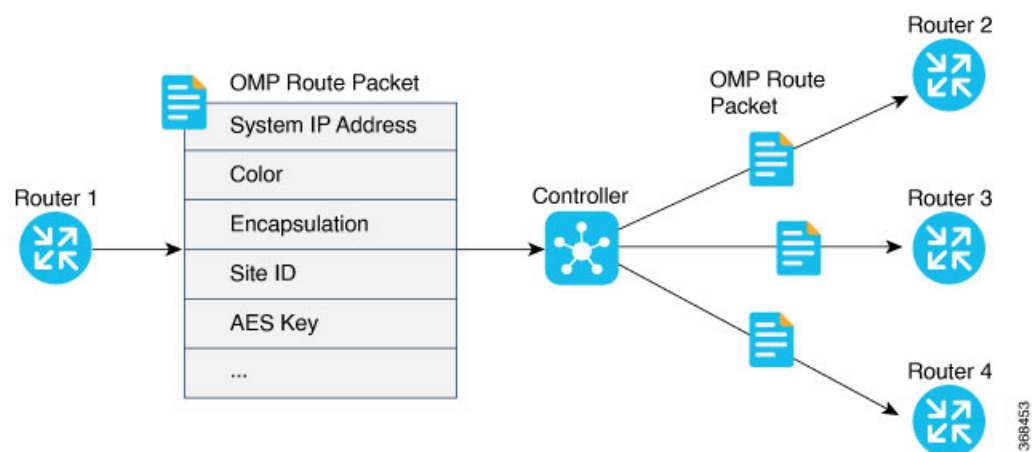 Router 1
OMP Route Packet
System IP Address
Color
Encapsulation
Site ID
AES Key
...
Controller
OMP Route
Packet
Router 2
Router 3
Router 4
368453